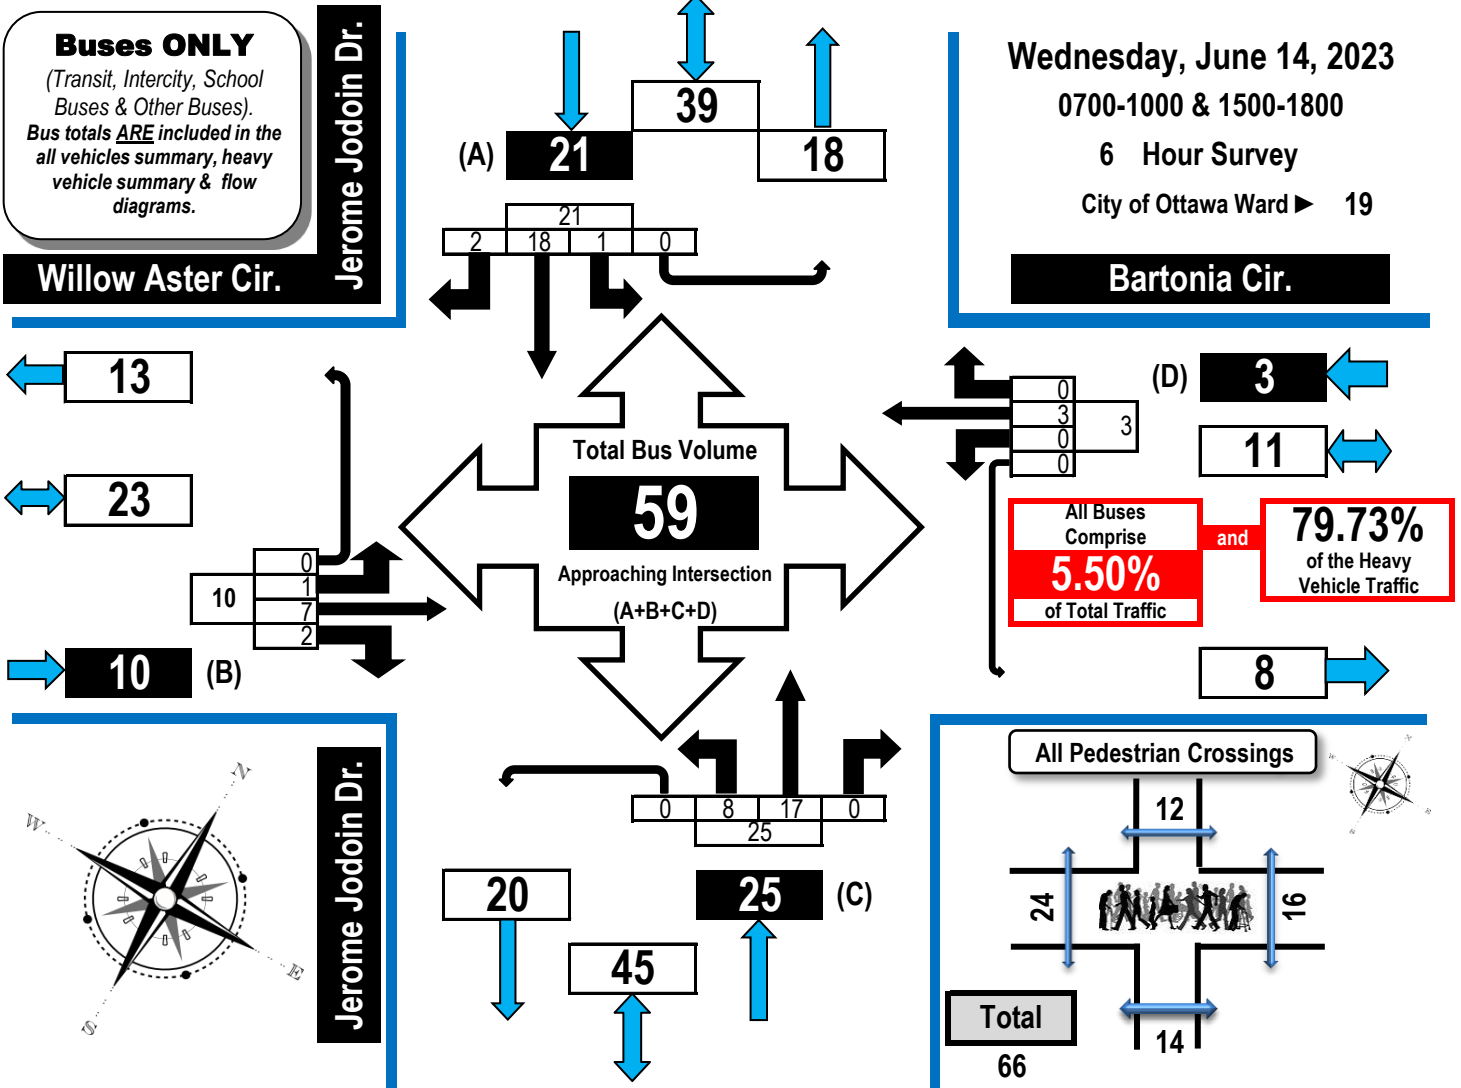 Buses ONLY
(Transit, Intercity, School
Buses & Other Buses).
Bus totals ARE included in the
all vehicles summary, heavy
vehicle summary & flow
diagrams.
Jerome Jodoin Dr.
Willow Aster Cir.
39
(A) 21
18
21
2 18 1 0
Wednesday, June 14, 2023
0700-1000 & 1500-1800
6 Hour Survey
City of Ottawa Ward ► 19
Bartonia Cir.
13
23
0
1
7
2
10
10 (B)
Total Bus Volume
59
Approaching Intersection
(A+B+C+D)
(D) 3
0
3
0
0
3
11
All Buses
Comprise
5.50%
of Total Traffic
and
79.73%
of the Heavy
Vehicle Traffic
8
N
W
E
S
Jerome Jodoin Dr.
0 8 17 0
25
20
25 (C)
45
All Pedestrian Crossings
N
W
E
S
12
24
16
14
Total
66